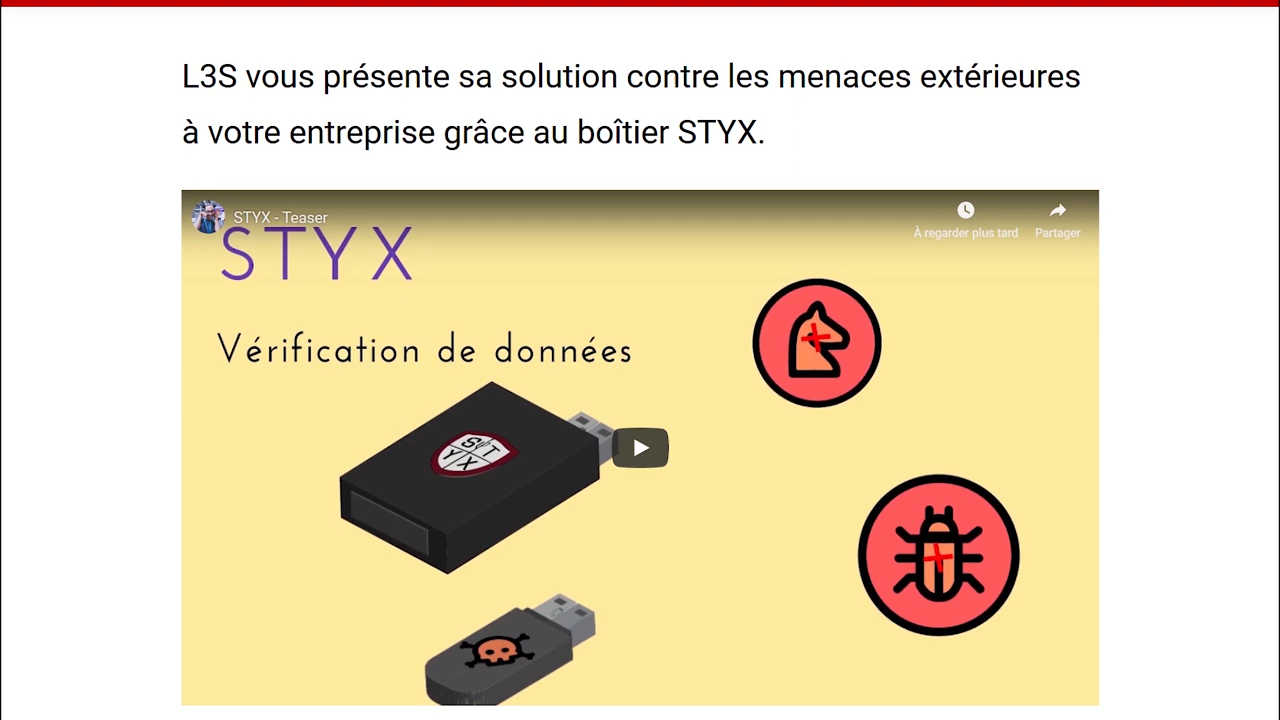 L3S vous présente sa solution contre les menaces extérieures
à votre entreprise grâce au boîtier STYX.
STYX - Teaser
À regarder plus tard
Partager
STYX
Vérification de données
S T
Y X